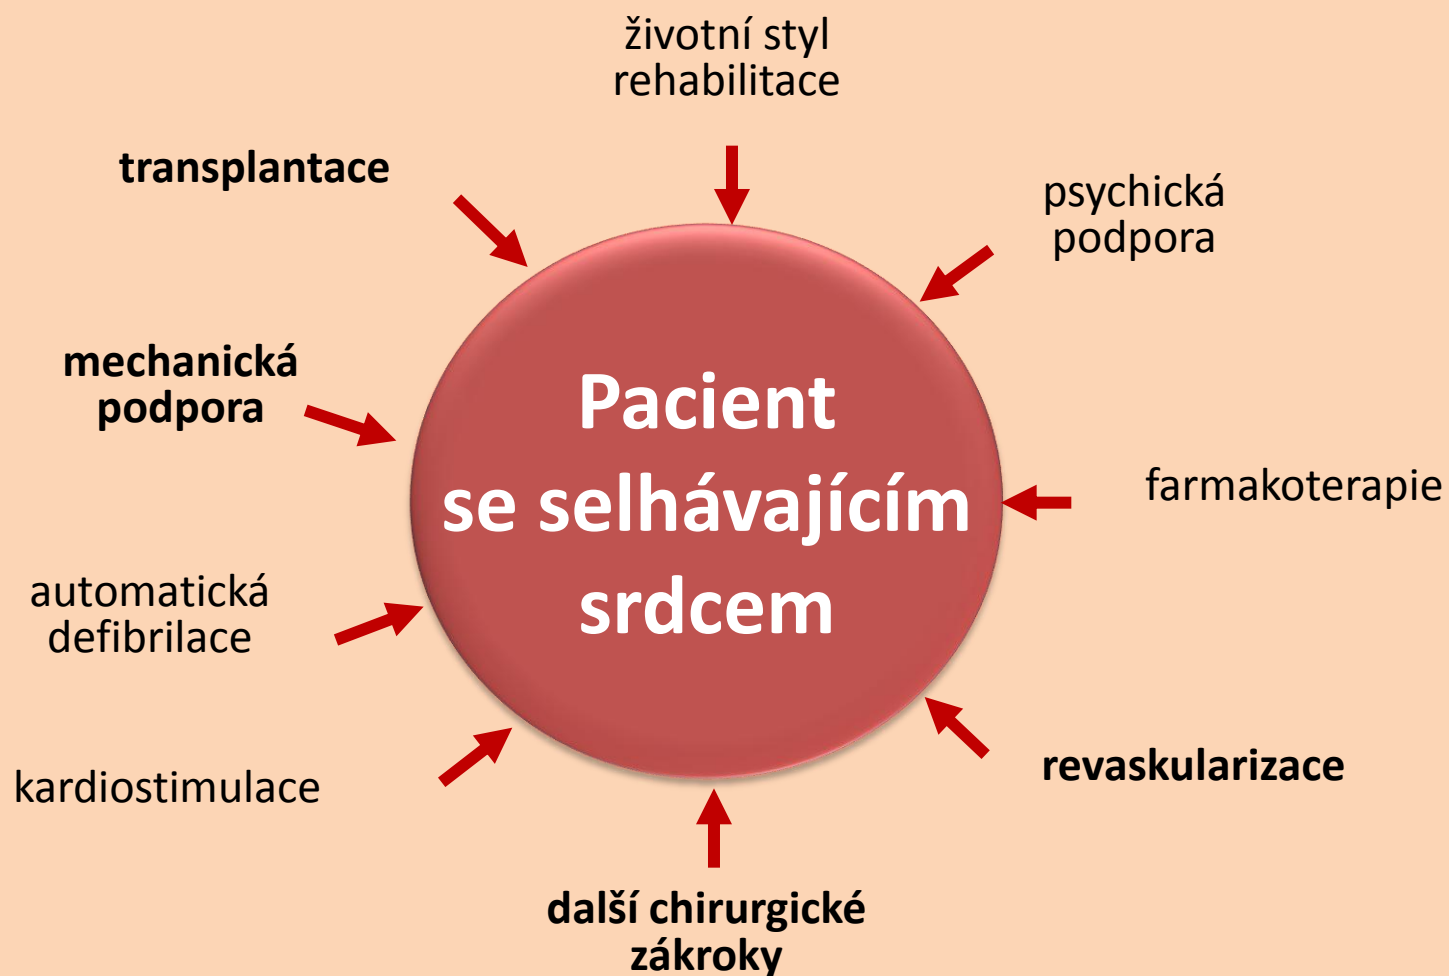 životní styl
rehabilitace
transplantace
psychická
podpora
mechanická
podpora
Pacient
se selhávajícím
srdcem
farmakoterapie
automatická
defibrilace
kardiostimulace
revaskularizace
další chirurgické
zákroky